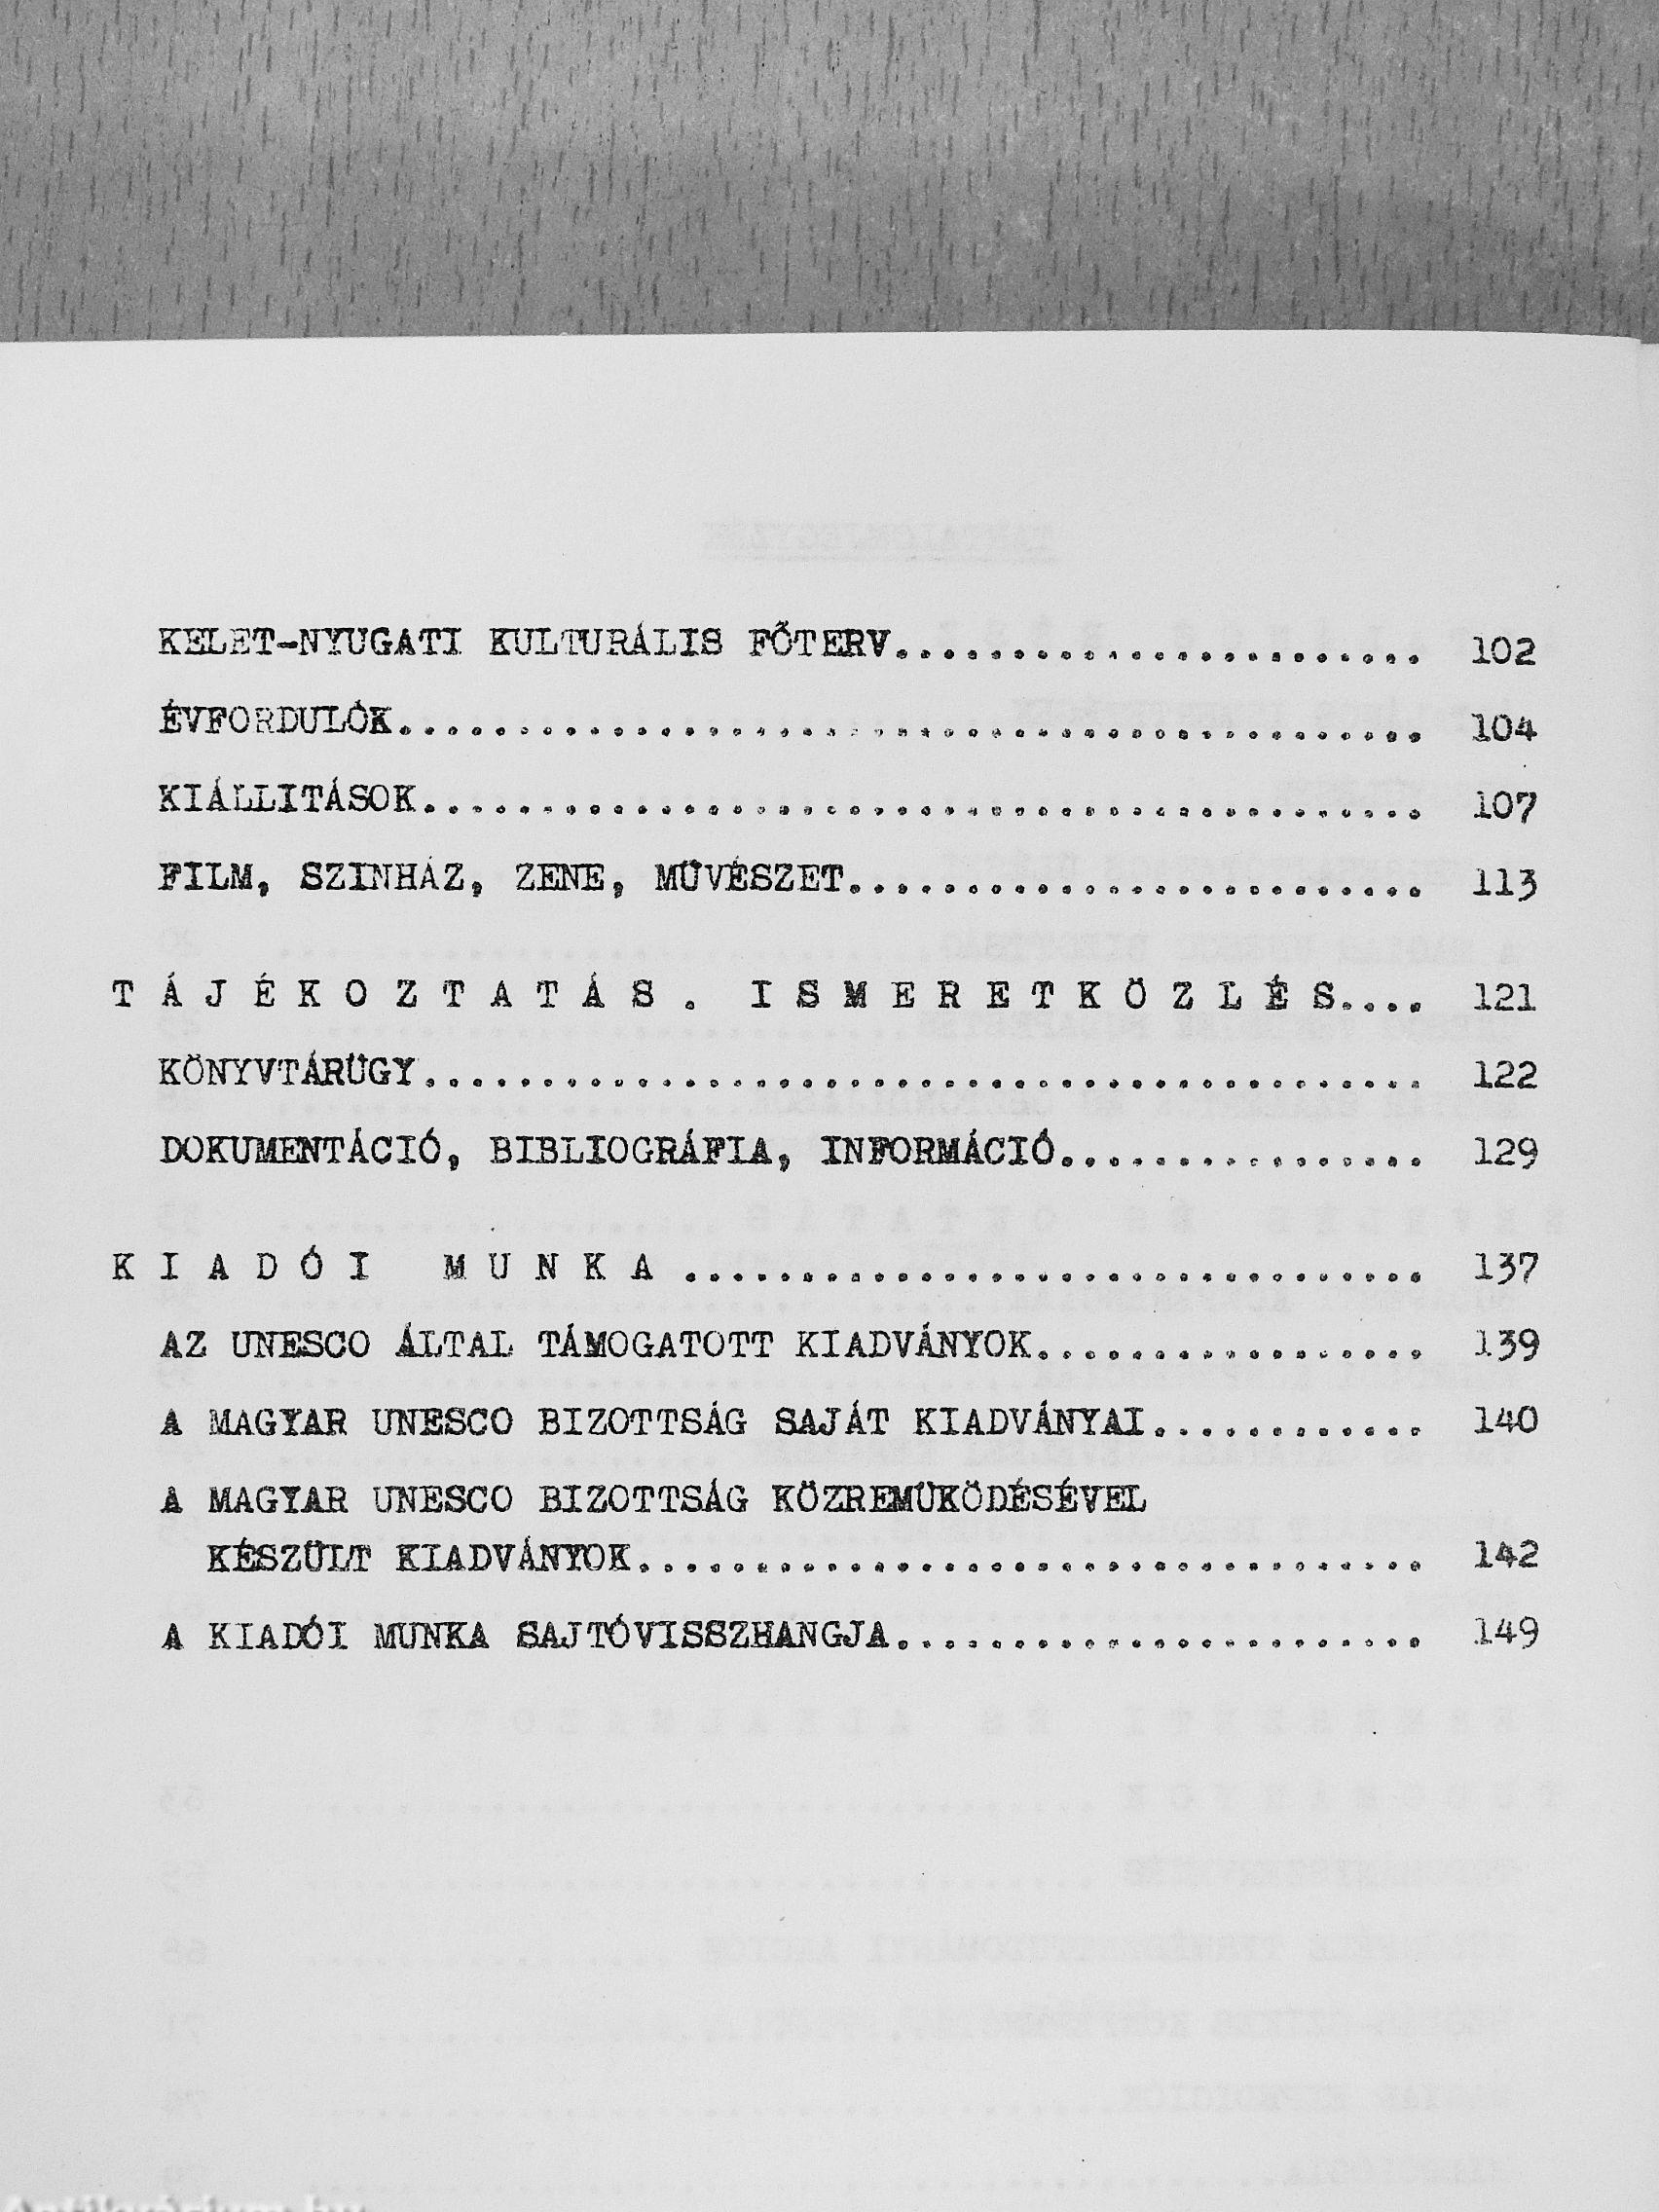 KELET-NYUGATI KULTURÁLIS FŐTERV....................... 102
ÉVFORDULÓK............................................ 104
KIÁLLITÁSOK........................................... 107
FILM, SZINHÁZ, ZENE, MÜVÉSZET......................... 113
T Á J É K O Z T A T Á S . I S M E R E T K Ö Z L É S.... 121
KÖNYVTÁRÜGY........................................... 122
DOKUMENTÁCIÓ, BIBLIOGRÁFIA, INFORMÁCIÓ................ 129
K I A D Ó I M U N K A ................................ 137
AZ UNESCO ÁLTAL TÁMOGATOTT KIADVÁNYOK................. 139
A MAGYAR UNESCO BIZOTTSÁG SAJÁT KIADVÁNYAI............ 140
A MAGYAR UNESCO BIZOTTSÁG KÖZREMÜKÖDÉSÉVEL
KÉSZÜLT KIADVÁNYOK.................................. 142
A KIADÓI MUNKA SAJTÓVISSZHANGJA....................... 149